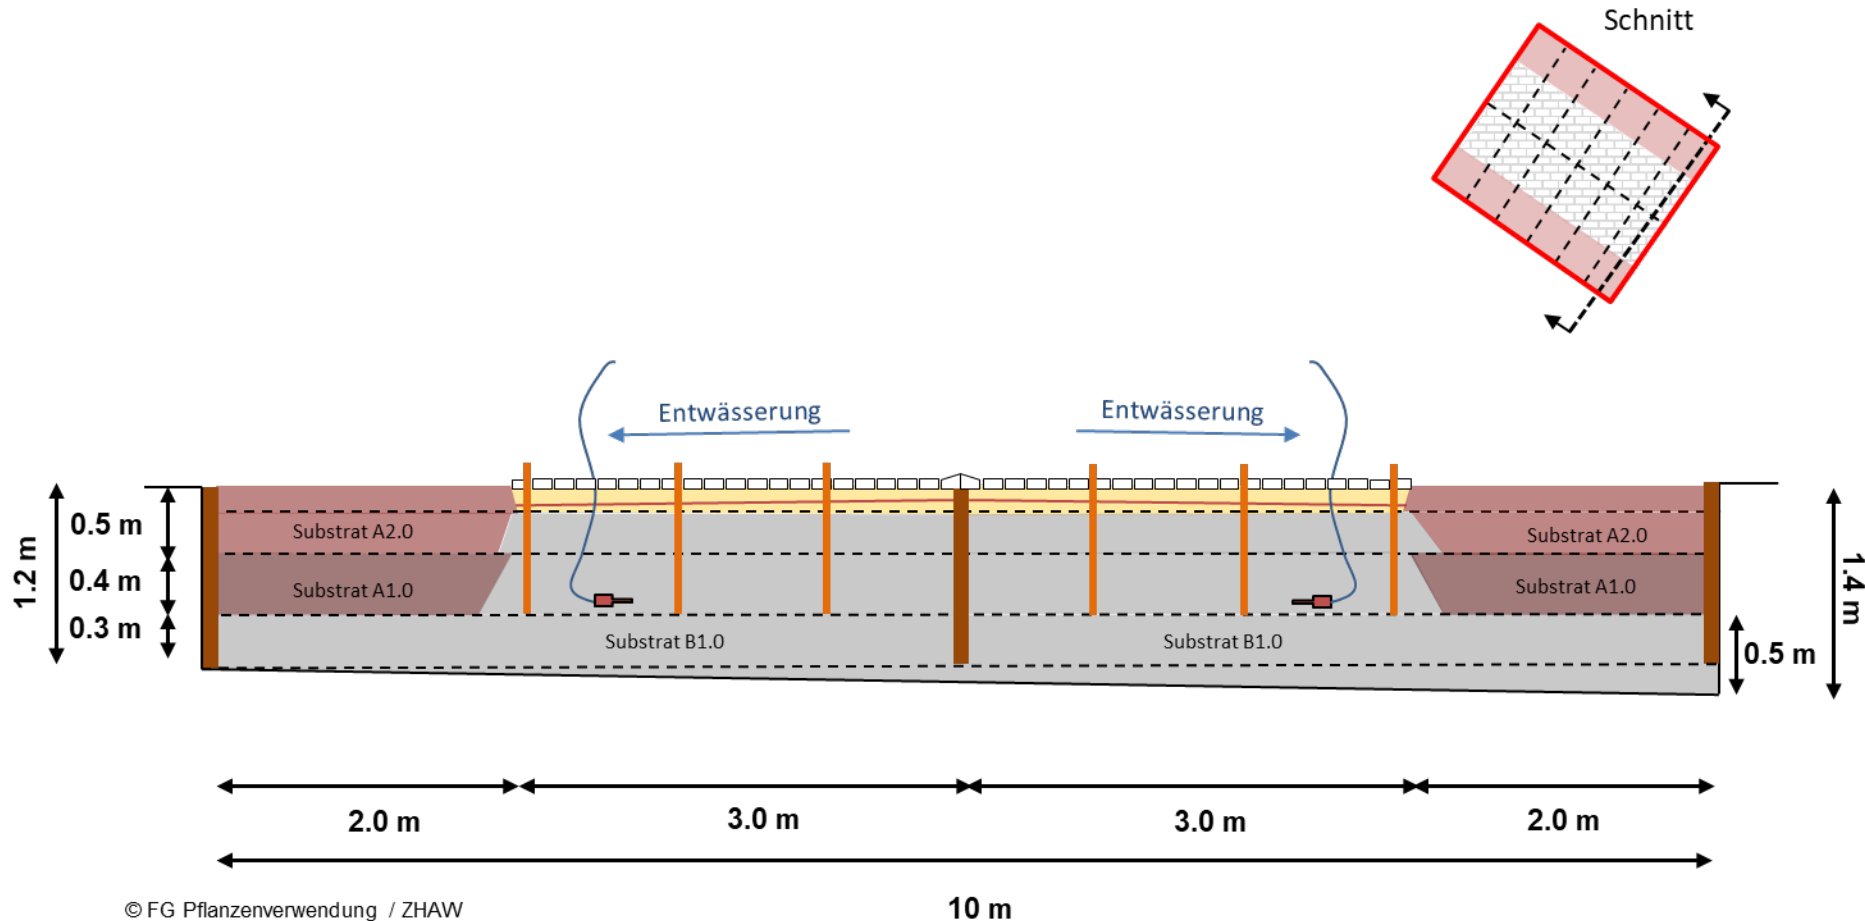 Schnitt
Entwässerung
Entwässerung
0.5 m
Substrat A2.0
Substrat A2.0
1.2 m
0.4 m
Substrat A1.0
Substrat A1.0
1.4 m
0.3 m
Substrat B1.0
Substrat B1.0
0.5 m
2.0 m
3.0 m
3.0 m
2.0 m
10 m
© FG Pflanzenverwendung / ZHAW